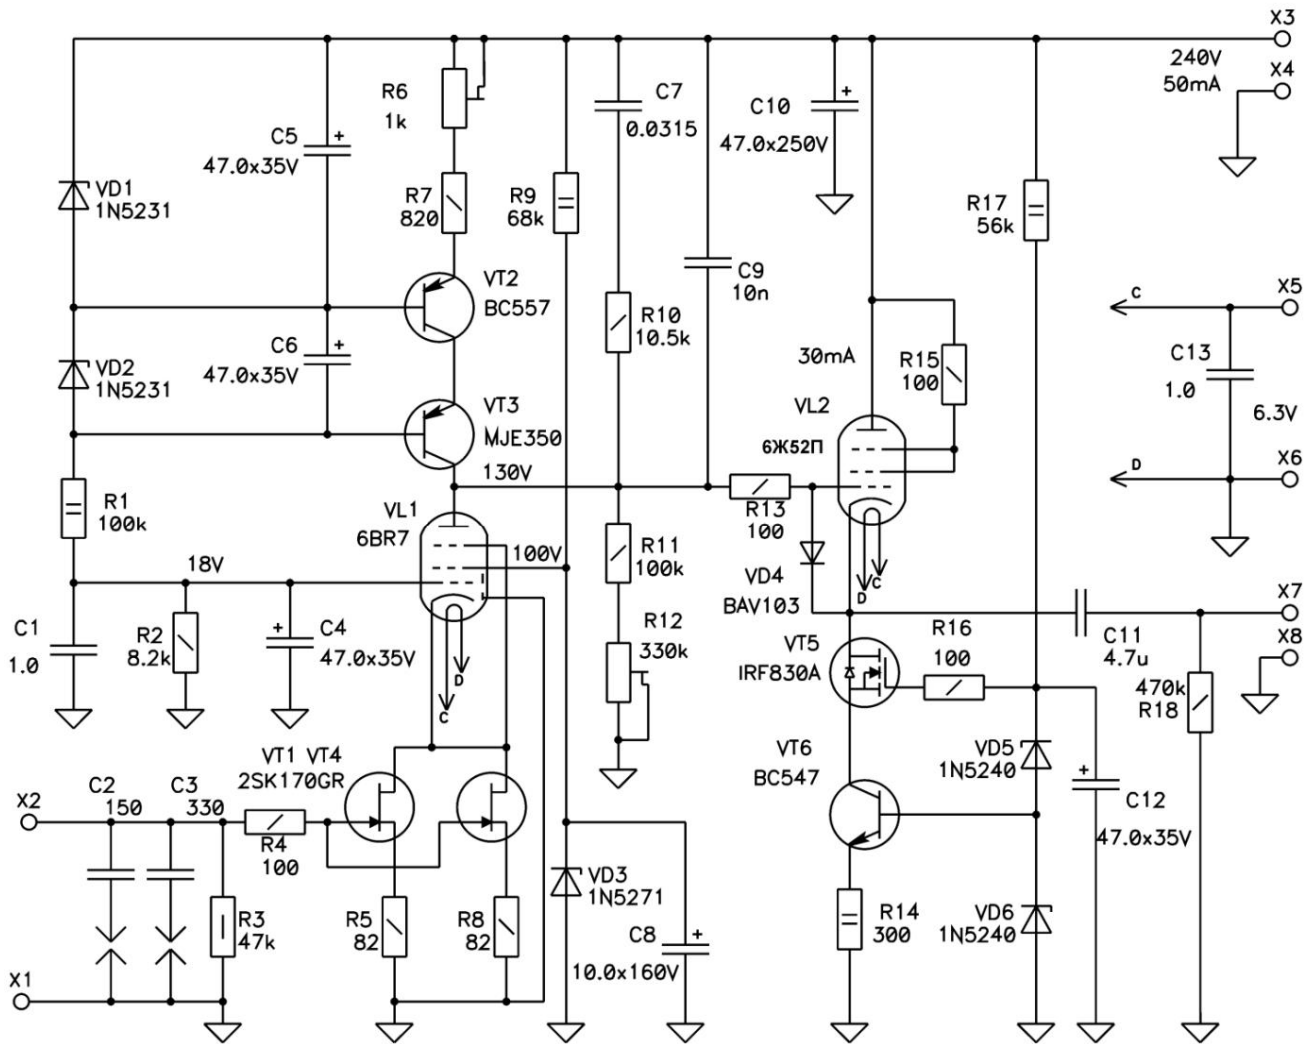 X3
240V
50mA
X4
R6
1k
C7
0.0315
C10
47.0x250V
C5
47.0x35V
VD1
1N5231
R7
820
R9
68k
R17
56k
VT2
BC557
C9
10n
C
X5
R10
10.5k
C6
47.0x35V
VD2
1N5231
30mA
R15
100
C13
1.0
6.3V
VT3
MJE350
130V
VL2
6Ж52П
D
X6
R1
100k
VL1
6BR7
R13
100
100V
R11
100k
18V
VD4
BAV103
D
C
X7
C1
1.0
R2
8.2k
C4
47.0x35V
R12
330k
VT5
IRF830A
R16
100
C11
4.7u
X8
D
C
470k
R18
VT1 VT4
2SK170GR
VT6
BC547
VD5
1N5240
X2
C2
150
C3
330
C12
47.0x35V
R4
100
VD3
1N5271
R3
47k
R5
82
R8
82
C8
10.0x160V
R14
300
VD6
1N5240
X1